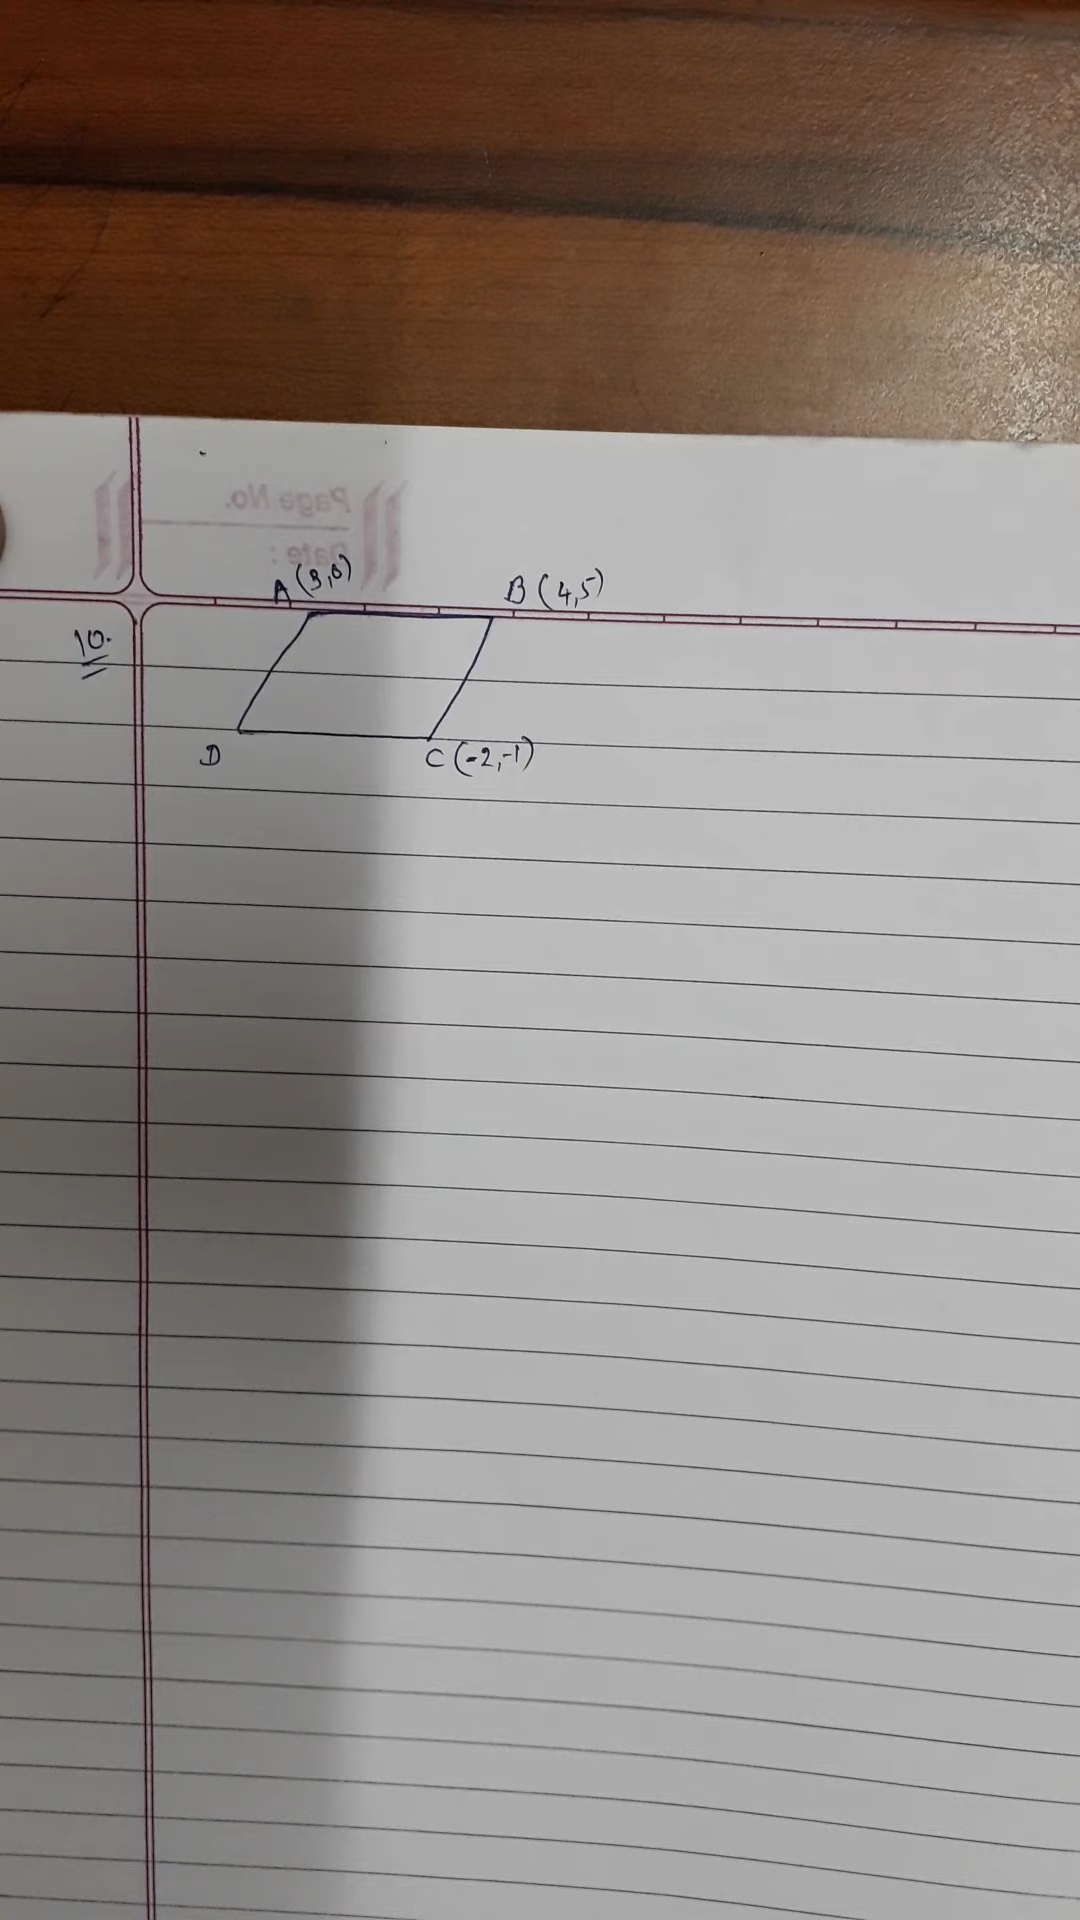 Page No.
Date :
A (3,0) B (4,5)
10.
D C (-2,-1)